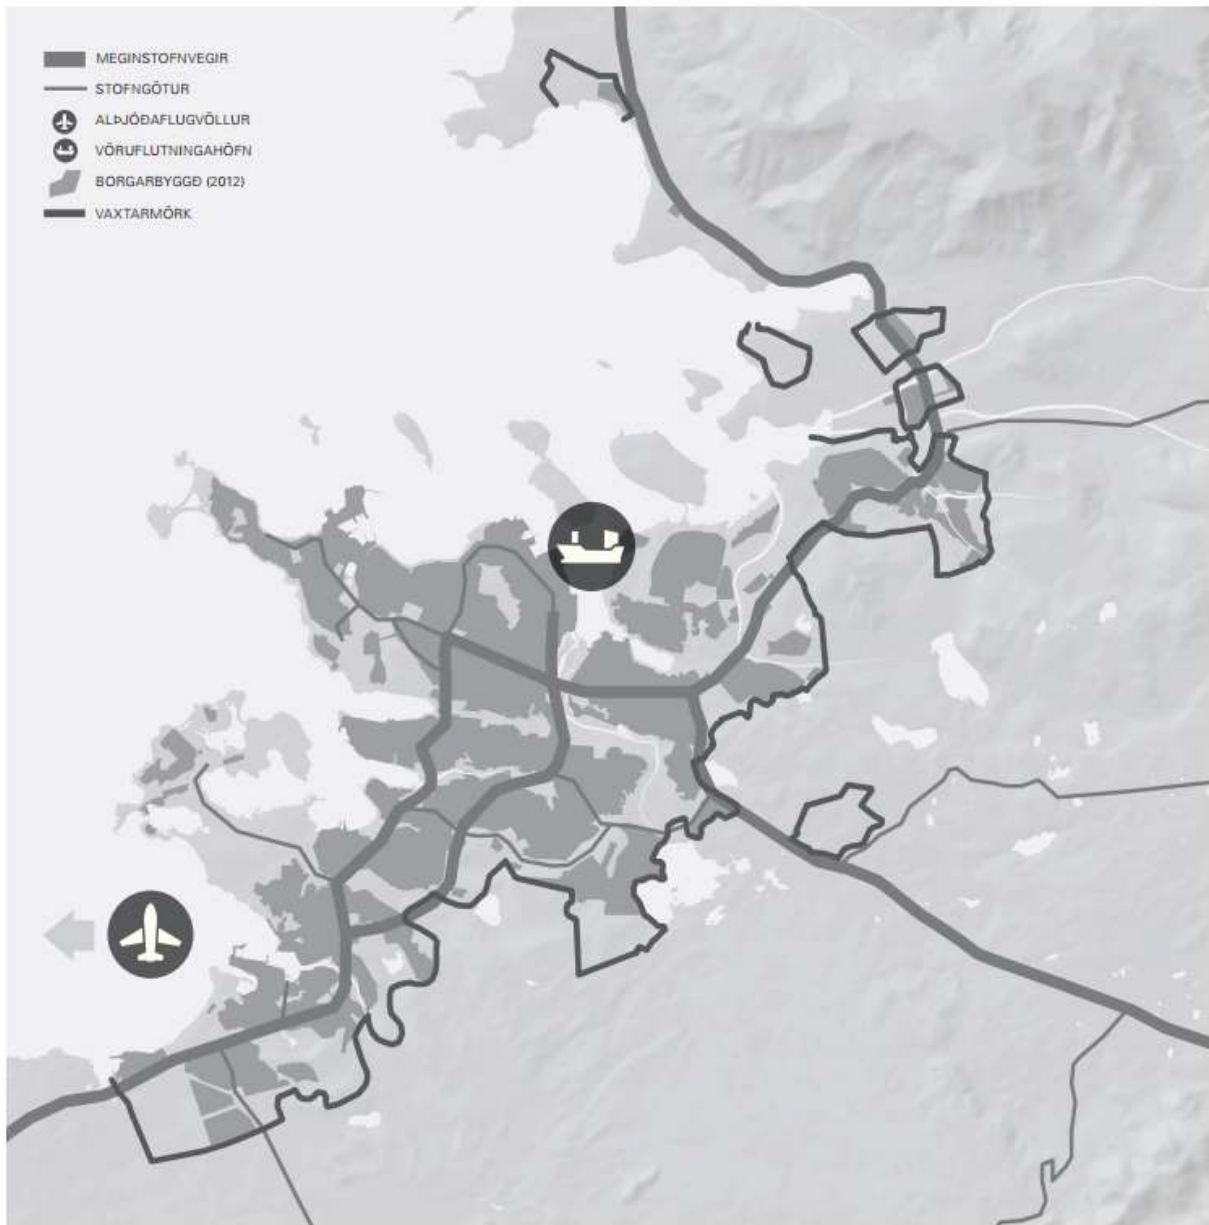 MEGINSTOFNVEGIR
STOFNGÖTUR
ALÞJÓÐAFLUGVÖLLUR
VÖRUFLUTNINGAHÖFN
BORGARBYGGÐ (2012)
VAXTARMÖRK